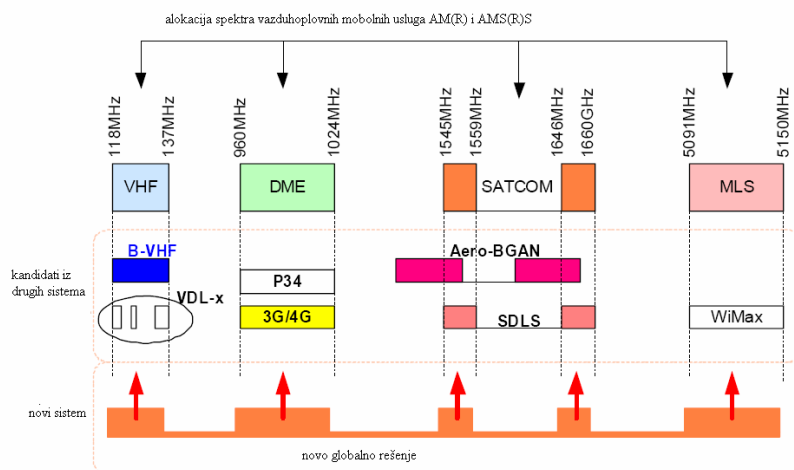 alokacija spektra vazduhoplovnih mobolnih usluga AM(R) i AMS(R)S
118MHz
137MHz
960MHz
1024MHz
1545MHz
1559MHz
1646MHz
1660GHz
5091MHz
5150MHz
VHF
DME
SATCOM
MLS
B-VHF
Aero-BGAN
kandidati iz
drugih sistema
P34
VDL-x
3G/4G
SDLS
WiMax
novi sistem
novo globalno rešenje